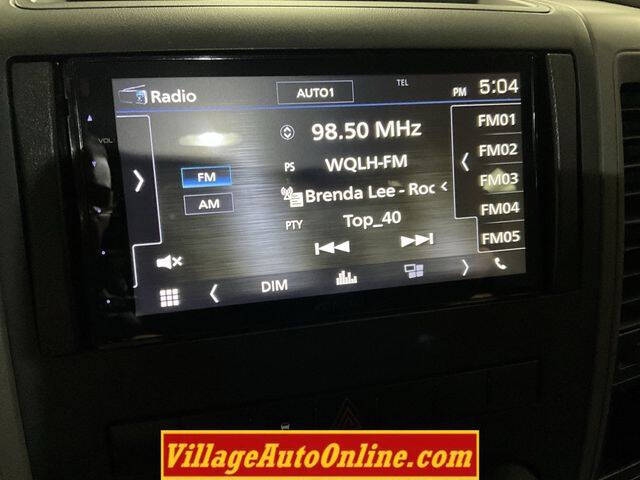 TEL
Radio
AUTO1
PM 5:04
VOL
98.50 MHz
FM01
FM
PS
WQLH-FM
FM02
AM
Brenda Lee - Roc
FM03
PTY
Top_40
FM04
FM05
DIM
VillageAutoOnline.com